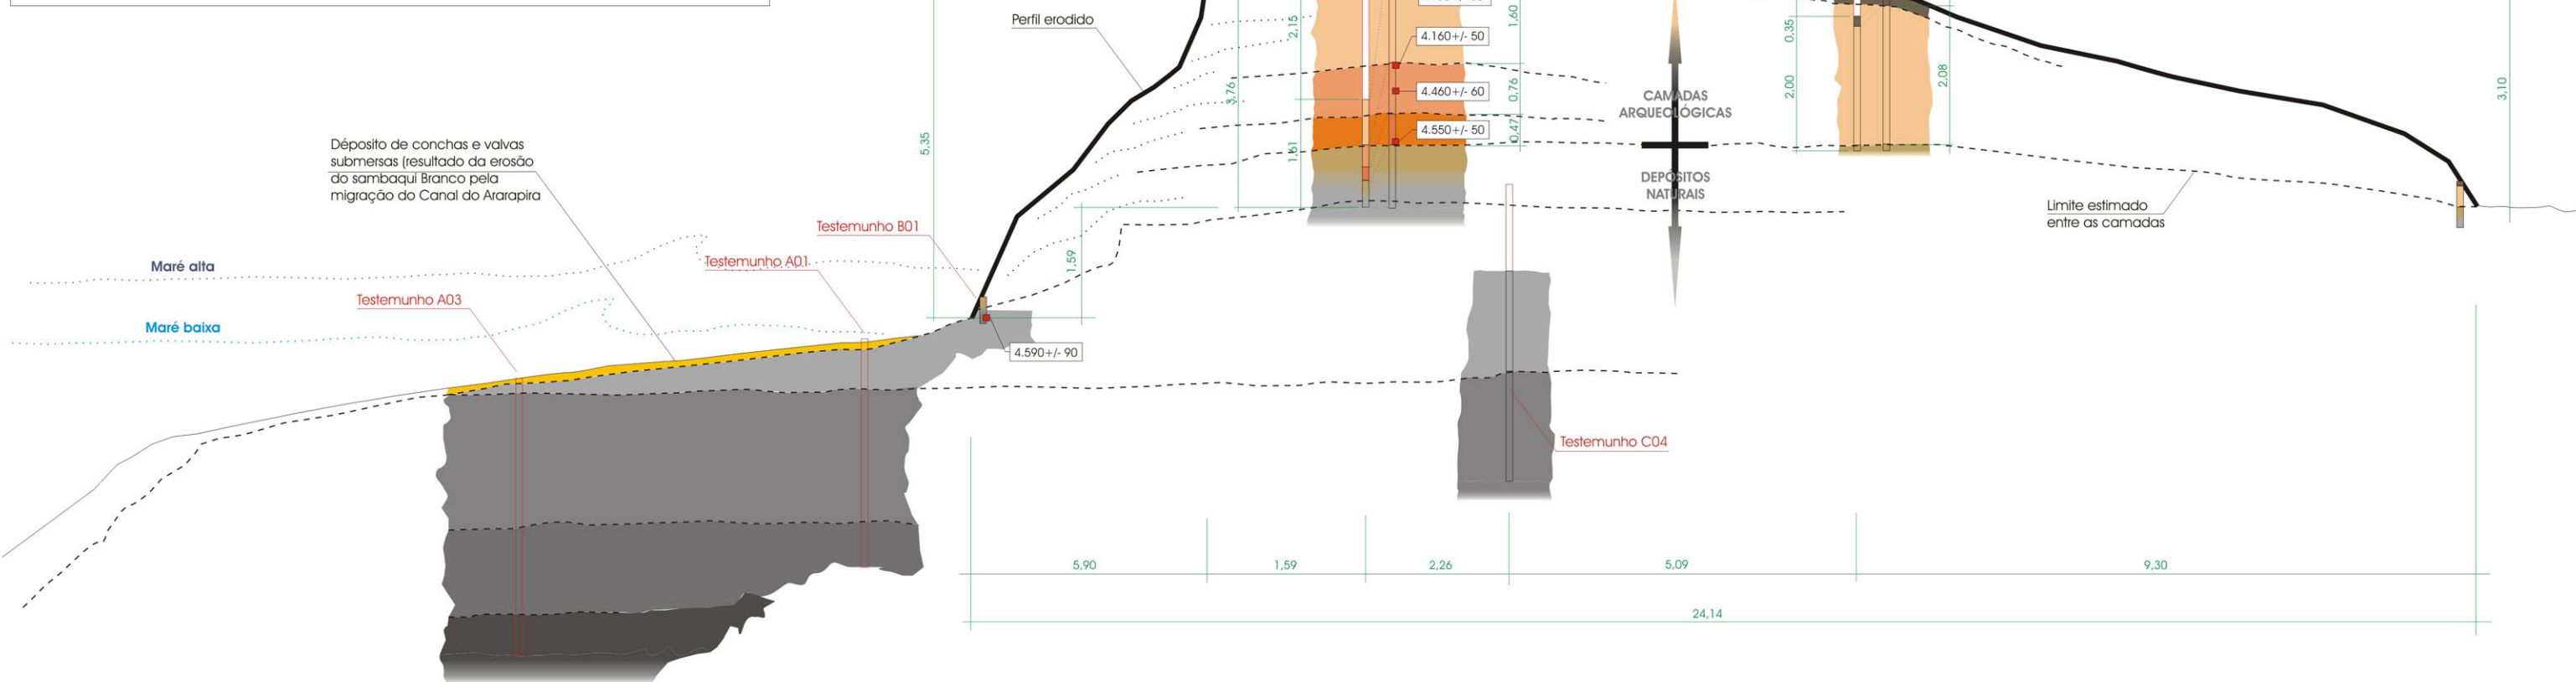 Perfil erodido
2,15
1,60
4.160+/- 50
0,35
3,76
4.460+/- 60
0,76
CAMADAS
ARQUEOLÓGICAS
2,00
2,08
3,10
4.550+/- 50
0,47
5,35
1,61
Déposito de conchas e valvas
submersas (resultado da erosão
do sambaqui Branco pela
migração do Canal do Ararapira
DEPÓSITOS
NATURAIS
Limite estimado
entre as camadas
Testemunho B01
Testemunho A01
1,59
Maré alta
Testemunho A03
Maré baixa
4.590+/- 90
Testemunho C04
5,90
1,59
2,26
5,09
9,30
24,14